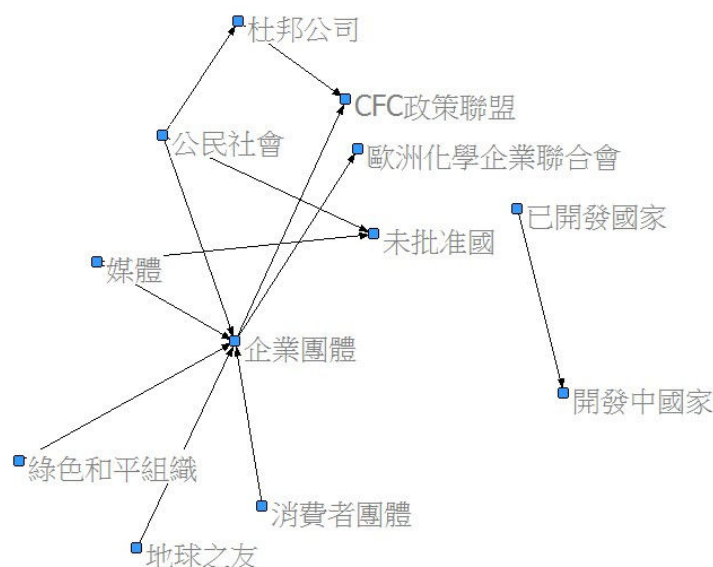 杜邦公司
CFC政策聯盟
公民社會
歐洲化學企業聯合會
已開發國家
未批准國
媒體
企業團體
開發中國家
綠色和平組織
消費者團體
地球之友